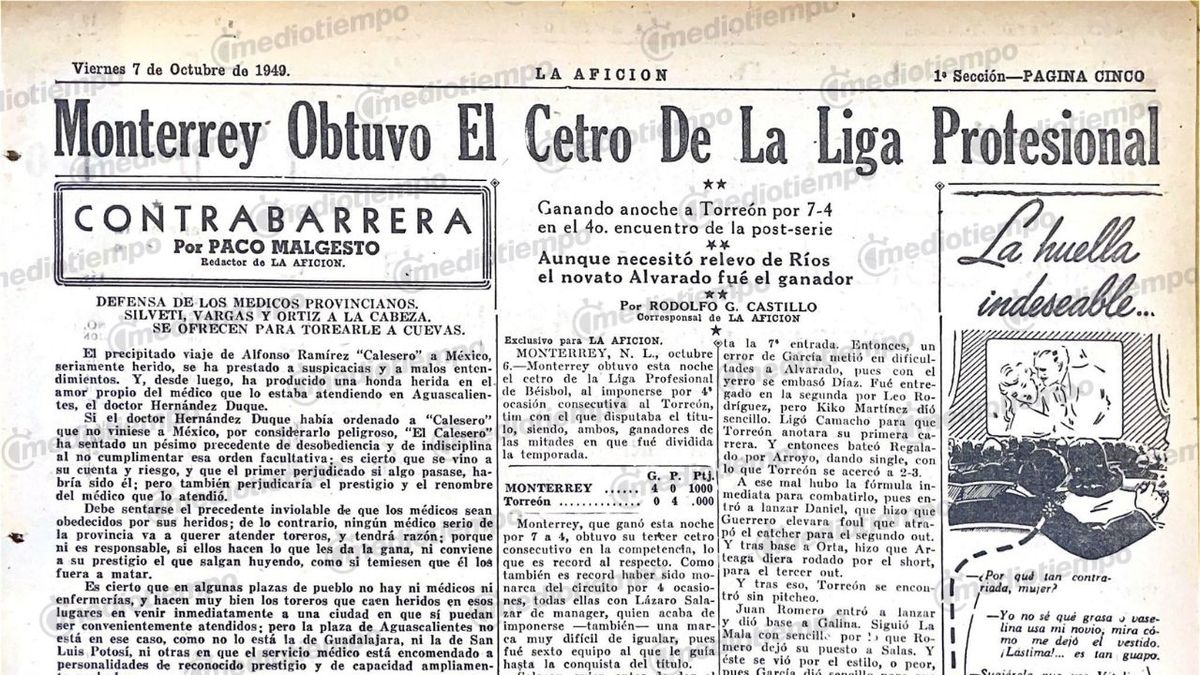 Viernes 7 de Octubre de 1949.
LA AFICION
1ª Sección—PAGINA CINCO
Monterrey Obtuvo El Cetro De La Liga Profesional
CONTRABARRERA
Por PACO MALGESTO
Redactor de LA AFICION.
DEFENSA DE LOS MEDICOS PROVINCIANOS.
SILVETI, VARGAS Y ORTIZ A LA CABEZA.
SE OFRECEN PARA TOREARLE A CUEVAS.
El precipitado viaje de Alfonso Ramírez "Calesero" a México,
seriamente herido, se ha prestado a suspicacias y a malos enten-
dimientos. Y, desde luego, ha producido una honda herida en el
amor propio del médico que lo estaba atendiendo en Aguascalien-
tes, el doctor Hernández Duque.
Si el doctor Hernández Duque había ordenado a "Calesero"
que no viniese a México, por considerarlo peligroso, "El Calesero"
ha sentado un pésimo precedente de desobediencia y de indisciplina
al no cumplimentar esa orden facultativa; es cierto que se vino a
su cuenta y riesgo, y que el primer perjudicado si algo pasase, ha-
bría sido él; pero también perjudicaría el prestigio y el renombre
del médico que lo atendió.
Debe sentarse el precedente inviolable de que los médicos sean
obedecidos por sus heridos; de lo contrario, ningún médico serio de
la provincia va a querer atender toreros, y tendrá razón; porque
ni es responsable, si ellos hacen lo que les da la gana, ni conviene
a su prestigio el que salgan huyendo, como si temiesen que él los
fuera a matar.
Es cierto que en algunas plazas de pueblo no hay ni médicos ni
enfermerías, y hacen muy bien los toreros que caen heridos en esos
lugares en venir inmediatamente a una ciudad en que sí puedan
ser convenientemente atendidos; pero la plaza de Aguascalientes no
está en ese caso, como no lo está la de Guadalajara, ni la de San
Luis Potosí, ni otras en que el servicio médico está encomendado a
personalidades de reconocido prestigio y de capacidad ampliamen-
Ganando anoche a Torreón por 7-4
en el 4o. encuentro de la post-serie
Aunque necesitó relevo de Ríos
el novato Alvarado fué el ganador
Por RODOLFO G. CASTILLO
Corresponsal de LA AFICION
Exclusivo para LA AFICION.
MONTERREY, N. L., octubre
6.—Monterrey obtuvo esta noche
el cetro de la Liga Profesional
de Béisbol, al imponerse por 4ª
ocasión consecutiva al Torreón,
tim con el que disputaba el títu-
lo, siendo, ambos, ganadores de
las mitades en que fué dividida
la temporada.
G. P. Ptj.
MONTERREY ...... 4 0 1000
Torreón ........... 0 4 .000
Monterrey, que ganó esta noche
por 7 a 4, obtuvo su tercer cetro
consecutivo en la competencia, lo
que es record al respecto. Como
también es record haber sido mo-
narca del circuito por 4 ocasio-
nes, todas ellas con Lázaro Sala-
zar de manager, quien acaba de
imponerse —también— una mar-
ca muy difícil de igualar, pues
fué sexto equipo al que le guía
hasta la conquista del título.
ta la 7ª entrada. Entonces, un
error de García metió en dificul-
tades a Alvarado, pues con el
yerro se embasó Díaz. Fué entre-
gado en la segunda por Leo Ro-
dríguez, pero Kiko Martínez dió
sencillo. Ligó Camacho para que
Torreón anotara su primera ca-
rrera. Y entonces bateó Regala-
do por Arroyo, dando single, con
lo que Torreón se acercó a 2-3.
A ese mal hubo la fórmula in-
mediata para combatirlo, pues en-
tró a lanzar Daniel, que hizo que
Guerrero elevara foul que atra-
pó el catcher para el segundo out.
Y tras base a Orta, hizo que Ar-
teaga diera rodado por el short,
para el tercer out.
Y tras eso, Torreón se encon-
tró sin pitcheo.
Juan Romero entró a lanzar
y dió base a Galina. Siguió La
Mala con sencillo por que Ro-
mero dejó su puesto a Salas. Y
éste se vió por el estilo, o peor,
pues García dió sencillo para que
La huella
indeseable...
—¿Por qué tan contra-
riada, mujer?
—Yo no sé qué grasa o vase-
lina usa mi novio, mira có-
mo me dejó el vestido.
¡Lástima!... es tan guapo.
mediotiempo